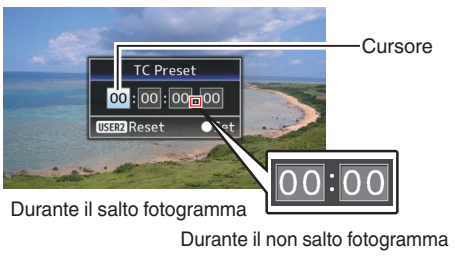 Cursore
TC Preset
00:00:00.00
USER2 Reset ●Set
00:00
Durante il salto fotogramma
Durante il non salto fotogramma